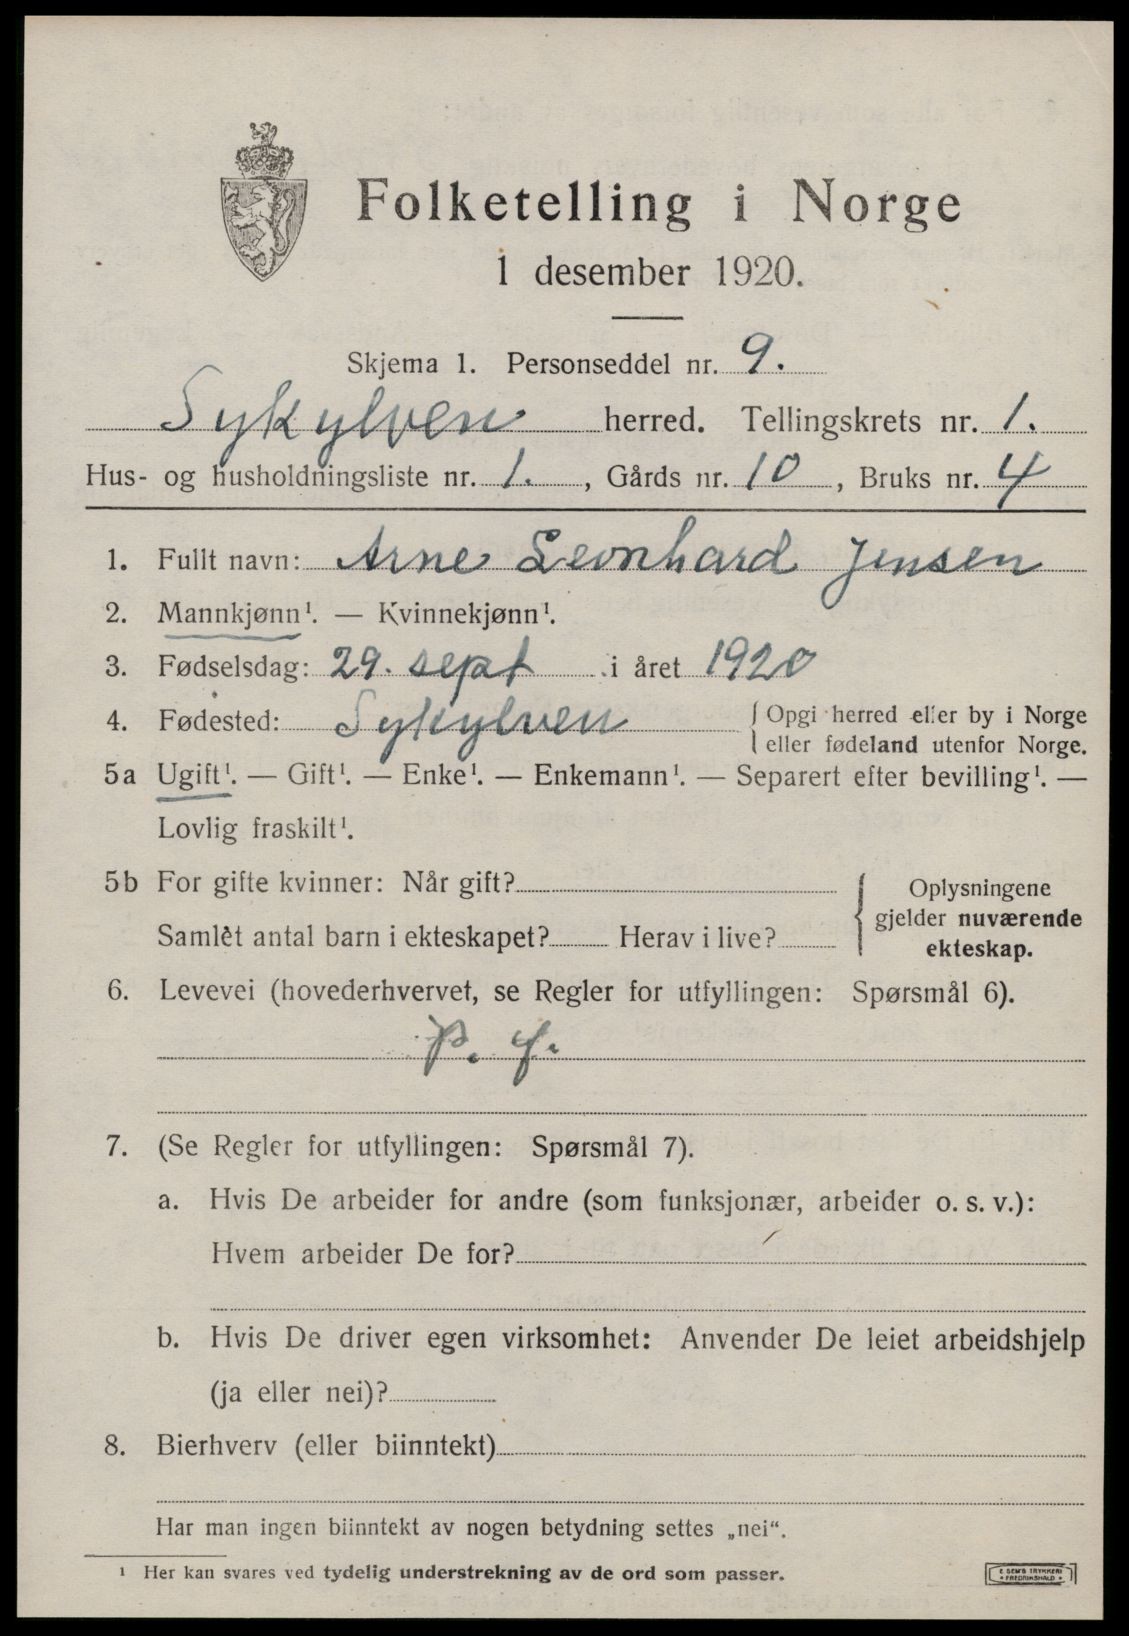 Folketelling i Norge
1 desember 1920.
Skjema 1. Personseddel nr. 9.
Sykylven herred. Tellingskrets nr. 1.
Hus- og husholdningsliste nr. 1. , Gårds nr. 10 , Bruks nr. 4
1. Fullt navn: Arne Leonhard Jensen
2. Mannkjønn¹. — Kvinnekjønn¹.
3. Fødselsdag: 29. sept i året 1920
4. Fødested: Sykylven { Opgi herred eller by i Norge
eller fødeland utenfor Norge.
5a Ugift¹. — Gift¹. — Enke¹. — Enkemann¹. — Separert efter bevilling¹. —
Lovlig fraskilt¹.
5b For gifte kvinner: Når gift?
Samlet antal barn i ekteskapet? Herav i live?
{ Oplysningene
gjelder nuværende
ekteskap.
6. Levevei (hovederhvervet, se Regler for utfyllingen: Spørsmål 6).
P. f.
7. (Se Regler for utfyllingen: Spørsmål 7).
a. Hvis De arbeider for andre (som funksjonær, arbeider o. s. v.):
Hvem arbeider De for?
b. Hvis De driver egen virksomhet: Anvender De leiet arbeidshjelp
(ja eller nei)?
8. Bierhverv (eller biinntekt)
Har man ingen biinntekt av nogen betydning settes „nei“.
¹ Her kan svares ved tydelig understrekning av de ord som passer.
E SEM'S TRYKKERI
• FREDRIKSHALD •